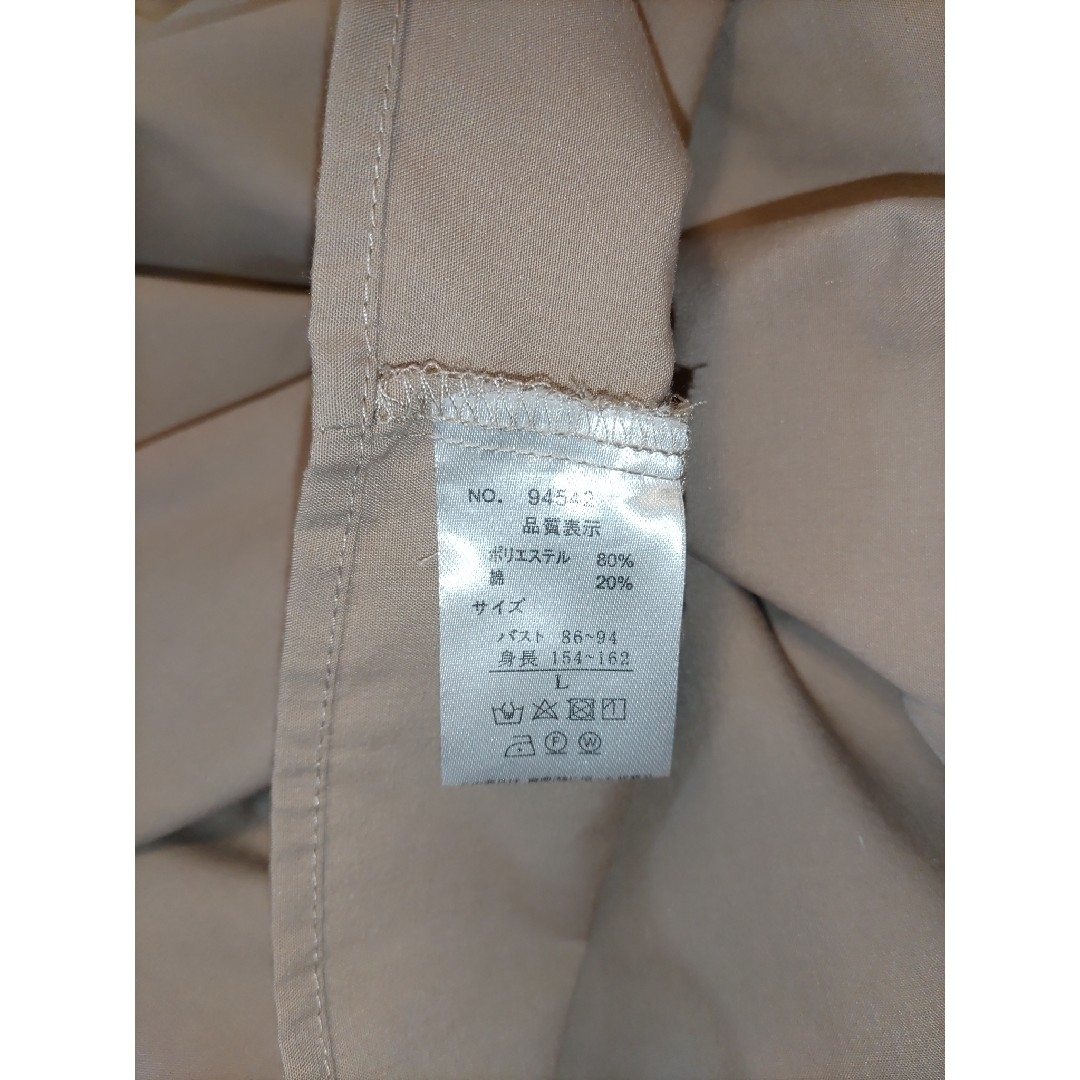 NO. 94542
品質表示
ポリエステル 80%
綿 20%
サイズ
バスト 86~94
身長 154~162
L
F W